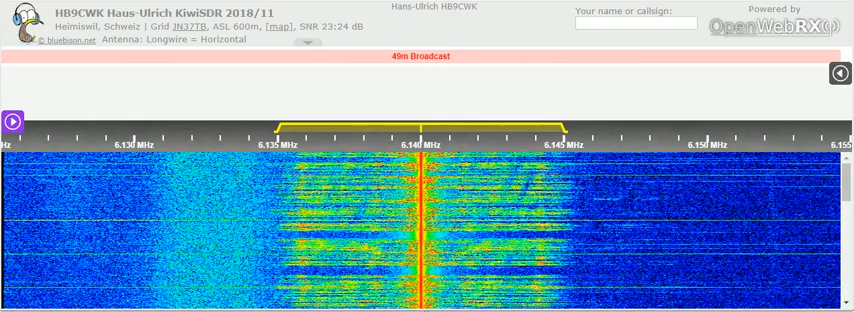 HB9CWK Haus-Ulrich KiwiSDR 2018/11
Hans-Ulrich HB9CWK
Your name or callsign:
Powered by
Heimiswil, Schweiz | Grid JN37TB, ASL 600m, [map], SNR 23:24 dB
OpenWebRX
© bluebison.net Antenna: Longwire = Horizontal
49m Broadcast
Hz 6.130 MHz 6.135 MHz 6.140 MHz 6.145 MHz 6.150 MHz 6.155